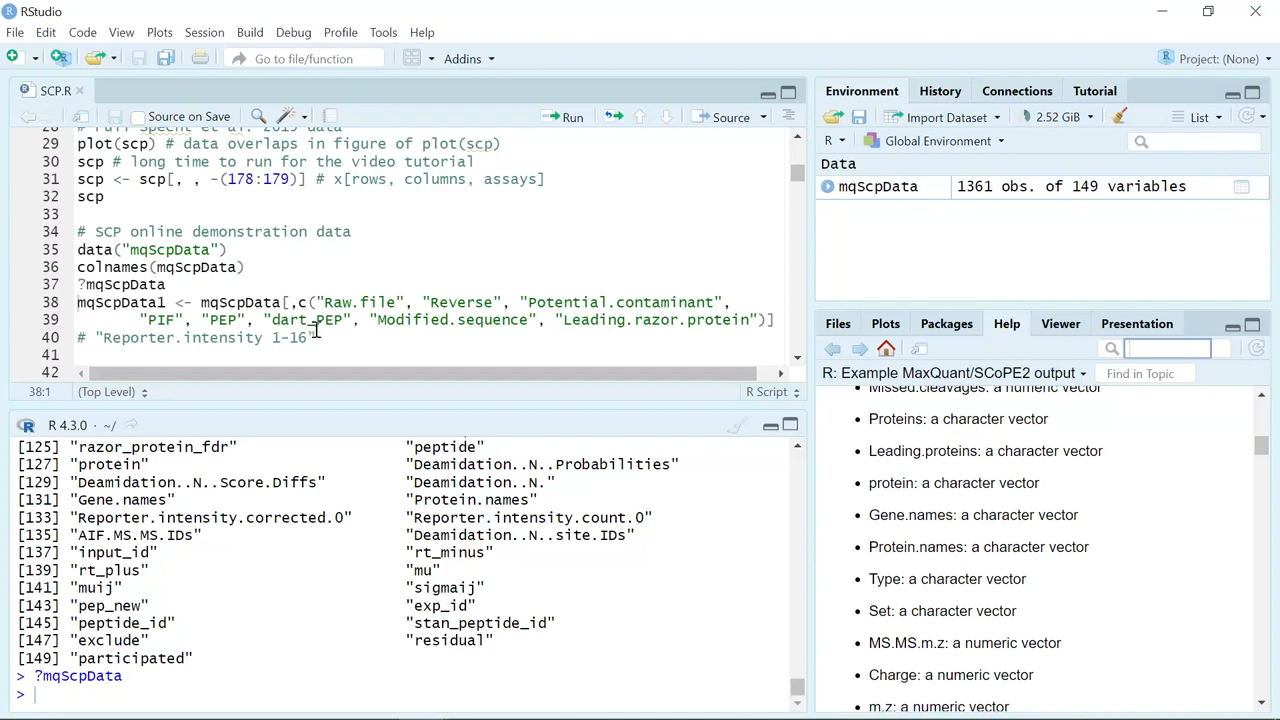 RStudio
File Edit Code View Plots Session Build Debug Profile Tools Help
Go to file/function Addins Project: (None)
SCP.R
Source on Save Run Source
29 plot(scp) # data overlaps in figure of plot(scp)
30 scp # long time to run for the video tutorial
31 scp <- scp[, , -(178:179)] # x[rows, columns, assays]
32 scp
33
34 # SCP online demonstration data
35 data("mqScpData")
36 colnames(mqScpData)
37 ?mqScpData
38 mqScpData1 <- mqScpData[,c("Raw.file", "Reverse", "Potential.contaminant",
39 "PIF", "PEP", "dart_PEP", "Modified.sequence", "Leading.razor.protein")]
40 # "Reporter.intensity 1-16"
41
42
38:1 (Top Level) R Script
R 4.3.0 · ~/
[125] "razor_protein_fdr" "peptide"
[127] "protein" "Deamidation..N..Probabilities"
[129] "Deamidation..N..Score.Diffs" "Deamidation..N."
[131] "Gene.names" "Protein.names"
[133] "Reporter.intensity.corrected.0" "Reporter.intensity.count.0"
[135] "AIF.MS.MS.IDs" "Deamidation..N..site.IDs"
[137] "input_id" "rt_minus"
[139] "rt_plus" "mu"
[141] "muij" "sigmaij"
[143] "pep_new" "exp_id"
[145] "peptide_id" "stan_peptide_id"
[147] "exclude" "residual"
[149] "participated"
> ?mqScpData
>
Environment History Connections Tutorial
Import Dataset 2.52 GiB List
R Global Environment
Data
mqScpData 1361 obs. of 149 variables
Files Plots Packages Help Viewer Presentation
R: Example MaxQuant/SCoPE2 output Find in Topic
• Missed.cleavages: a numeric vector
• Proteins: a character vector
• Leading.proteins: a character vector
• protein: a character vector
• Gene.names: a character vector
• Protein.names: a character vector
• Type: a character vector
• Set: a character vector
• MS.MS.m.z: a numeric vector
• Charge: a numeric vector
• m.z: a numeric vector